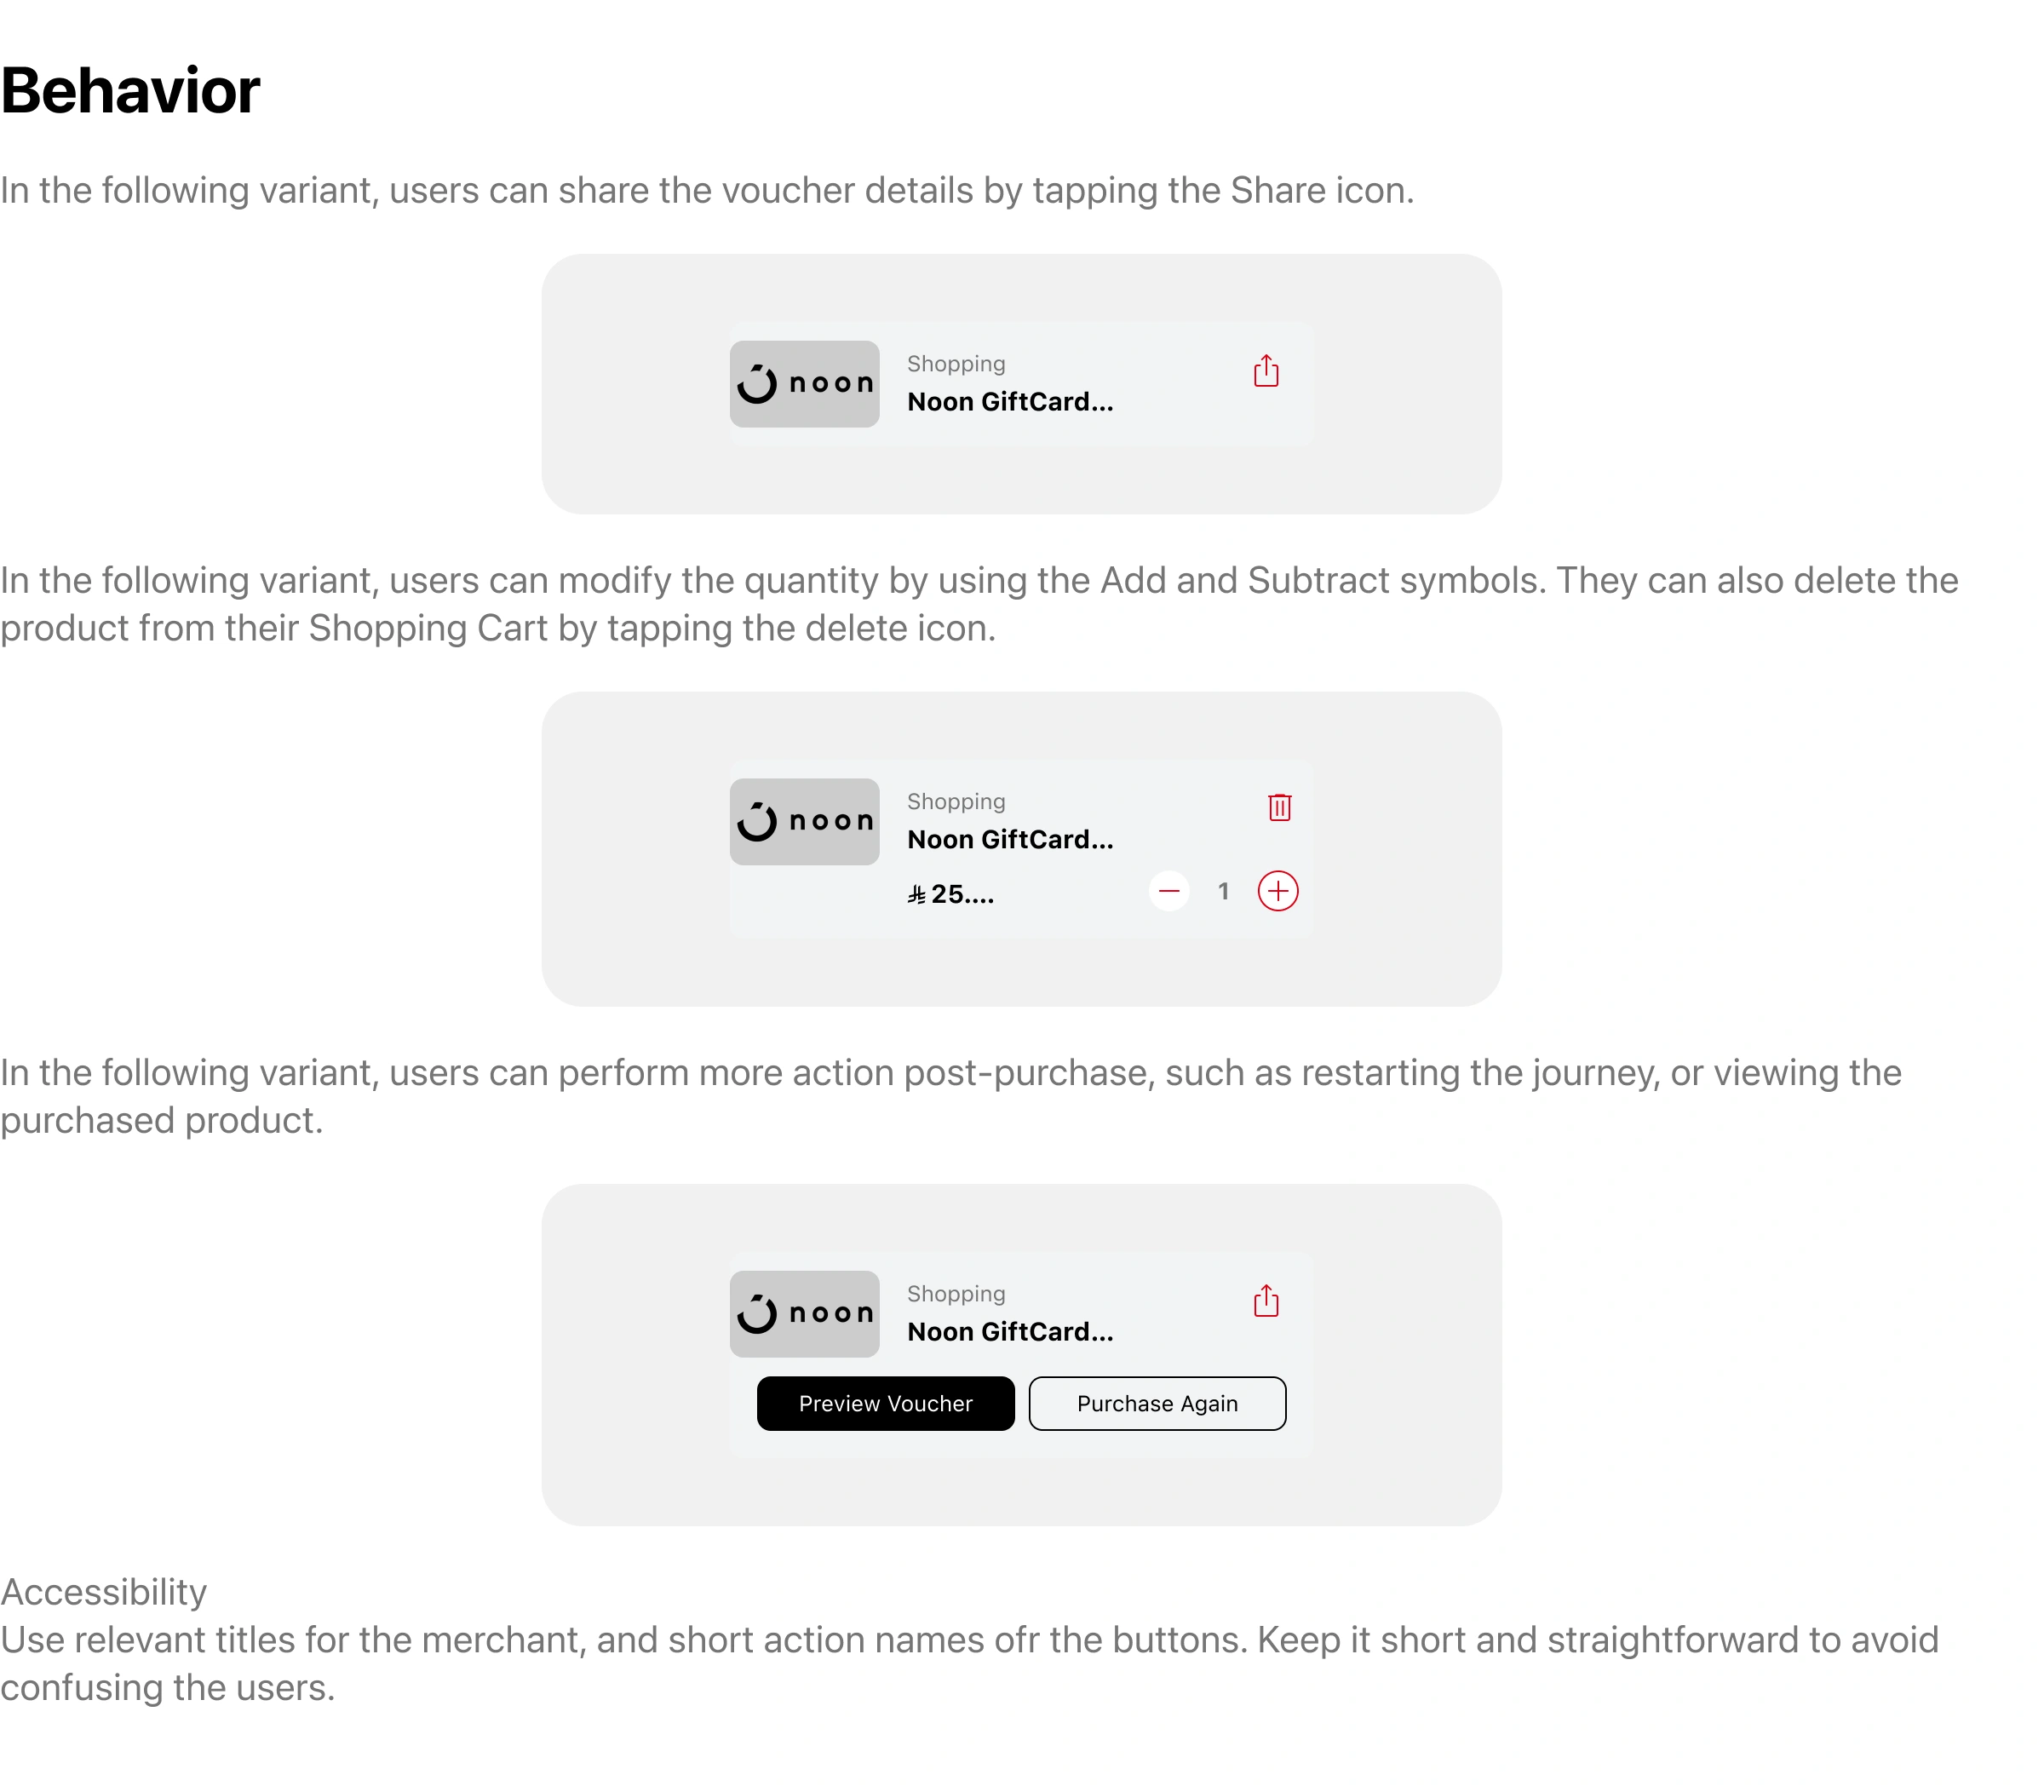 Behavior
In the following variant, users can share the voucher details by tapping the Share icon.
noon
Shopping
Noon GiftCard...
In the following variant, users can modify the quantity by using the Add and Subtract symbols. They can also delete the
product from their Shopping Cart by tapping the delete icon.
noon
Shopping
Noon GiftCard...
⃁ 25....
1
In the following variant, users can perform more action post-purchase, such as restarting the journey, or viewing the
purchased product.
noon
Shopping
Noon GiftCard...
Preview Voucher
Purchase Again
Accessibility
Use relevant titles for the merchant, and short action names ofr the buttons. Keep it short and straightforward to avoid
confusing the users.